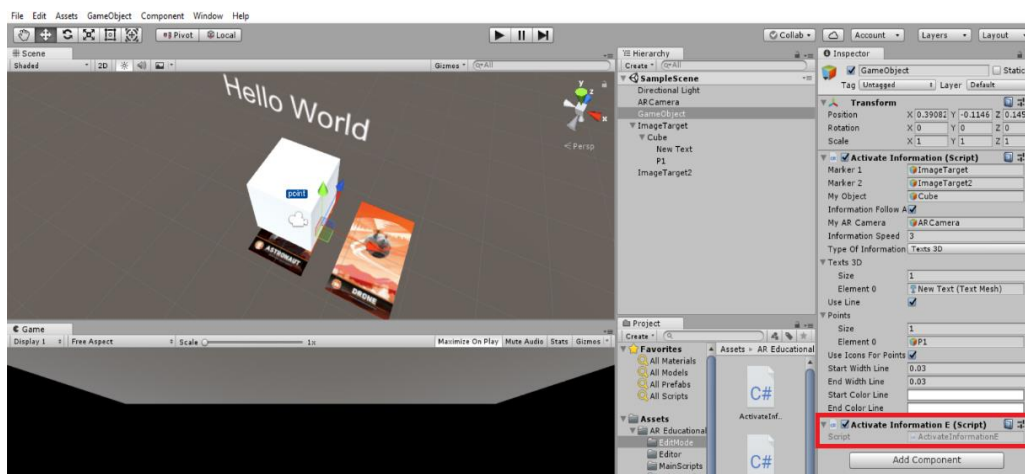 File Edit Assets GameObject Component Window Help
Pivot Local Collab Account Layers Layout
Scene
Shaded 2D Gizmos All
Hello World
y
z
x
Persp
point
ASTRONAUT
DRONE
Game
Display 1 Free Aspect Scale 1x Maximize On Play Mute Audio Stats Gizmos
Hierarchy
Create All
SampleScene
Directional Light
ARCamera
GameObject
ImageTarget
Cube
New Text
P1
ImageTarget2
Project
Create
Favorites
All Materials
All Models
All Prefabs
All Scripts
Assets
AR Educational
EditMode
Editor
MainScripts
Assets AR Educational
C#
ActivateInf...
C#
Inspector
GameObject Static
Tag Untagged Layer Default
Transform
Position X 0.39082 Y -0.1146 Z 0.145
Rotation X 0 Y 0 Z 0
Scale X 1 Y 1 Z 1
Activate Information (Script)
Marker 1 ImageTarget
Marker 2 ImageTarget2
My Object Cube
Information Follow A
My AR Camera ARCamera
Information Speed 3
Type Of Information Texts 3D
Texts 3D
Size 1
Element 0 New Text (Text Mesh)
Use Line
Points
Size 1
Element 0 P1
Use Icons For Points
Start Width Line 0.03
End Width Line 0.03
Start Color Line
End Color Line
Activate Information E (Script)
Script ActivateInformationE
Add Component